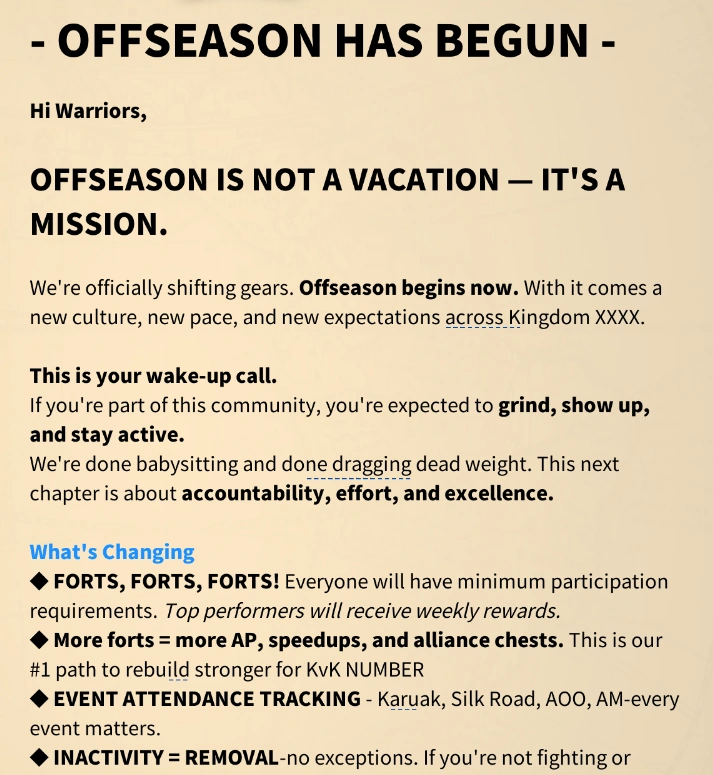 - OFFSEASON HAS BEGUN -
Hi Warriors,
OFFSEASON IS NOT A VACATION — IT'S A
MISSION.
We're officially shifting gears. Offseason begins now. With it comes a
new culture, new pace, and new expectations across Kingdom XXXX.
This is your wake-up call.
If you're part of this community, you're expected to grind, show up,
and stay active.
We're done babysitting and done dragging dead weight. This next
chapter is about accountability, effort, and excellence.
What's Changing
◆ FORTS, FORTS, FORTS! Everyone will have minimum participation
requirements. Top performers will receive weekly rewards.
◆ More forts = more AP, speedups, and alliance chests. This is our
#1 path to rebuild stronger for KvK NUMBER
◆ EVENT ATTENDANCE TRACKING - Karuak, Silk Road, AOO, AM-every
event matters.
◆ INACTIVITY = REMOVAL-no exceptions. If you're not fighting or